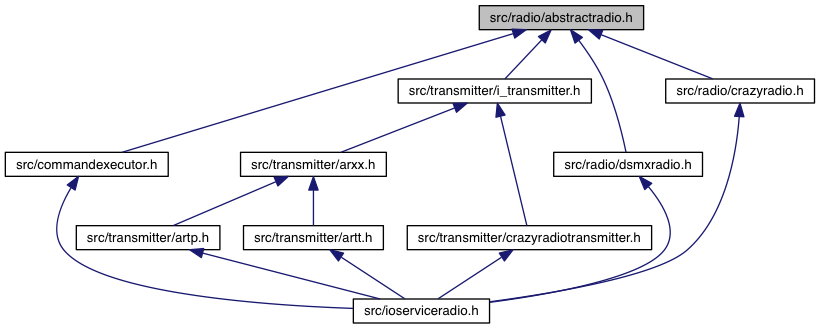 src/radio/abstractradio.h
src/transmitter/i_transmitter.h
src/radio/crazyradio.h
src/commandexecutor.h
src/transmitter/arxx.h
src/radio/dsmxradio.h
src/transmitter/artp.h
src/transmitter/artt.h
src/transmitter/crazyradiotransmitter.h
src/ioserviceradio.h